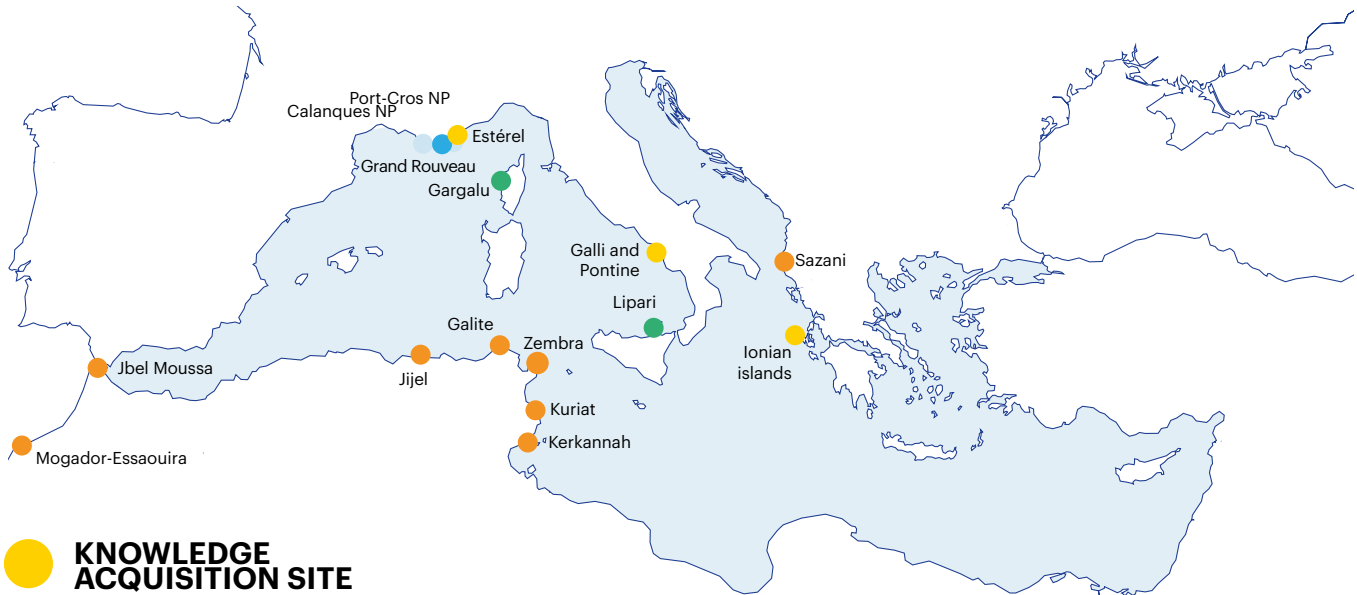 Port-Cros NP
Calanques NP
Estérel
Grand Rouveau
Gargalu
Galli and
Pontine
Sazani
Lipari
Galite
Zembra
Ionian
islands
Jbel Moussa
Jijel
Kuriat
Kerkannah
Mogador-Essaouira
KNOWLEDGE
ACQUISITION SITE